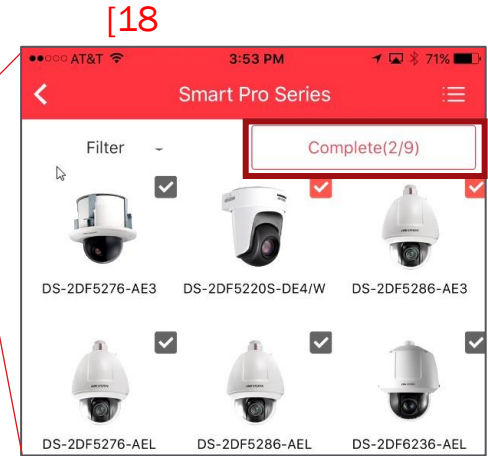 [18
AT&T 3:53 PM 71%
Smart Pro Series
Filter Complete(2/9)
DS-2DF5276-AE3 DS-2DF5220S-DE4/W DS-2DF5286-AE3
DS-2DF5276-AEL DS-2DF5286-AEL DS-2DF6236-AEL